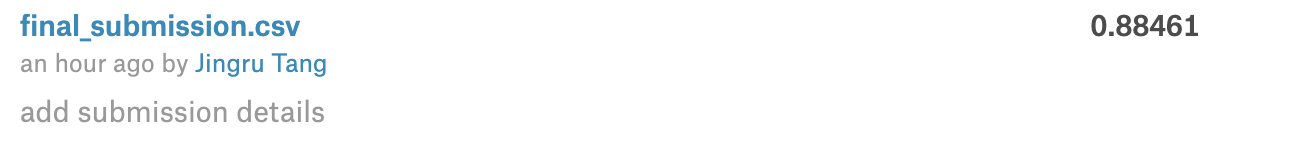 final_submission.csv 0.88461
an hour ago by Jingru Tang
add submission details